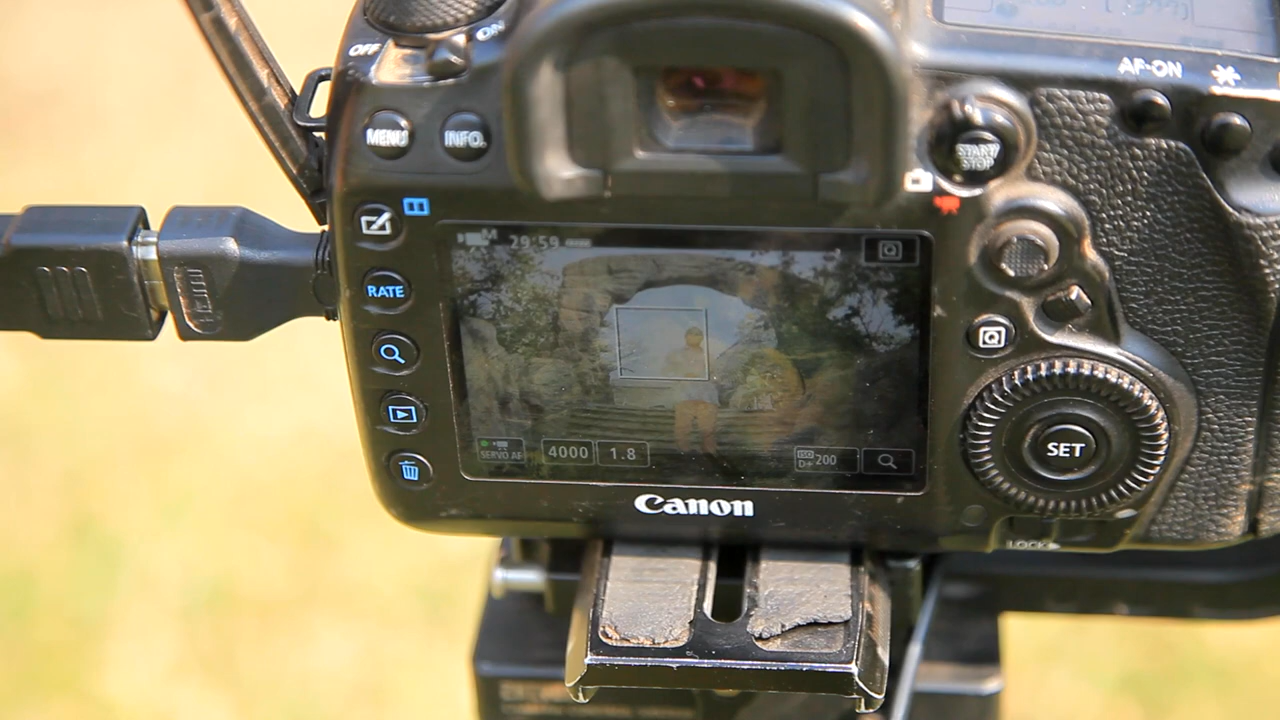 OFF
ON
MENU
INFO.
AF-ON
START/
STOP
RATE
M
29:59
Q
Q
SERVO AF
4000
1.8
ISO
D+
200
SET
Canon
LOCK▶